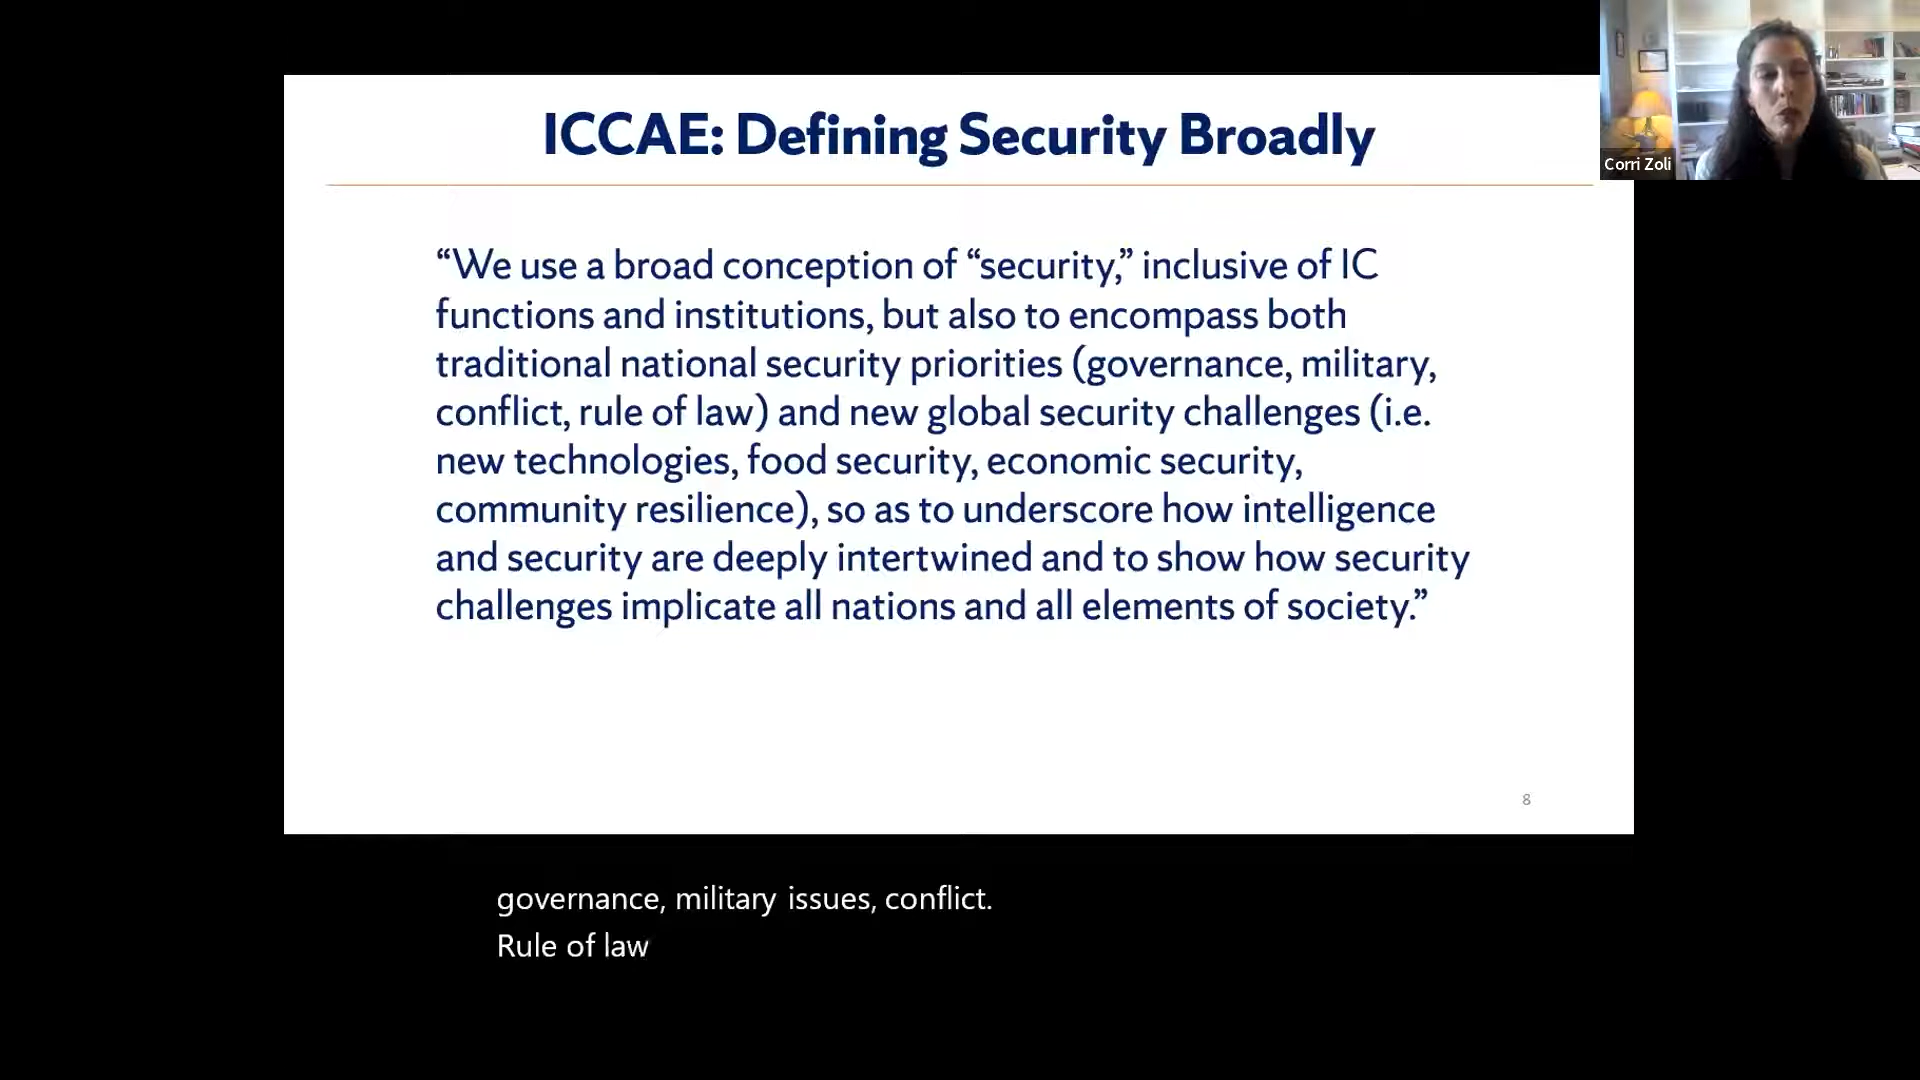 ICCAE: Defining Security Broadly
Corri Zoli
“We use a broad conception of “security,” inclusive of IC
functions and institutions, but also to encompass both
traditional national security priorities (governance, military,
conflict, rule of law) and new global security challenges (i.e.
new technologies, food security, economic security,
community resilience), so as to underscore how intelligence
and security are deeply intertwined and to show how security
challenges implicate all nations and all elements of society.”
8
governance, military issues, conflict.
Rule of law